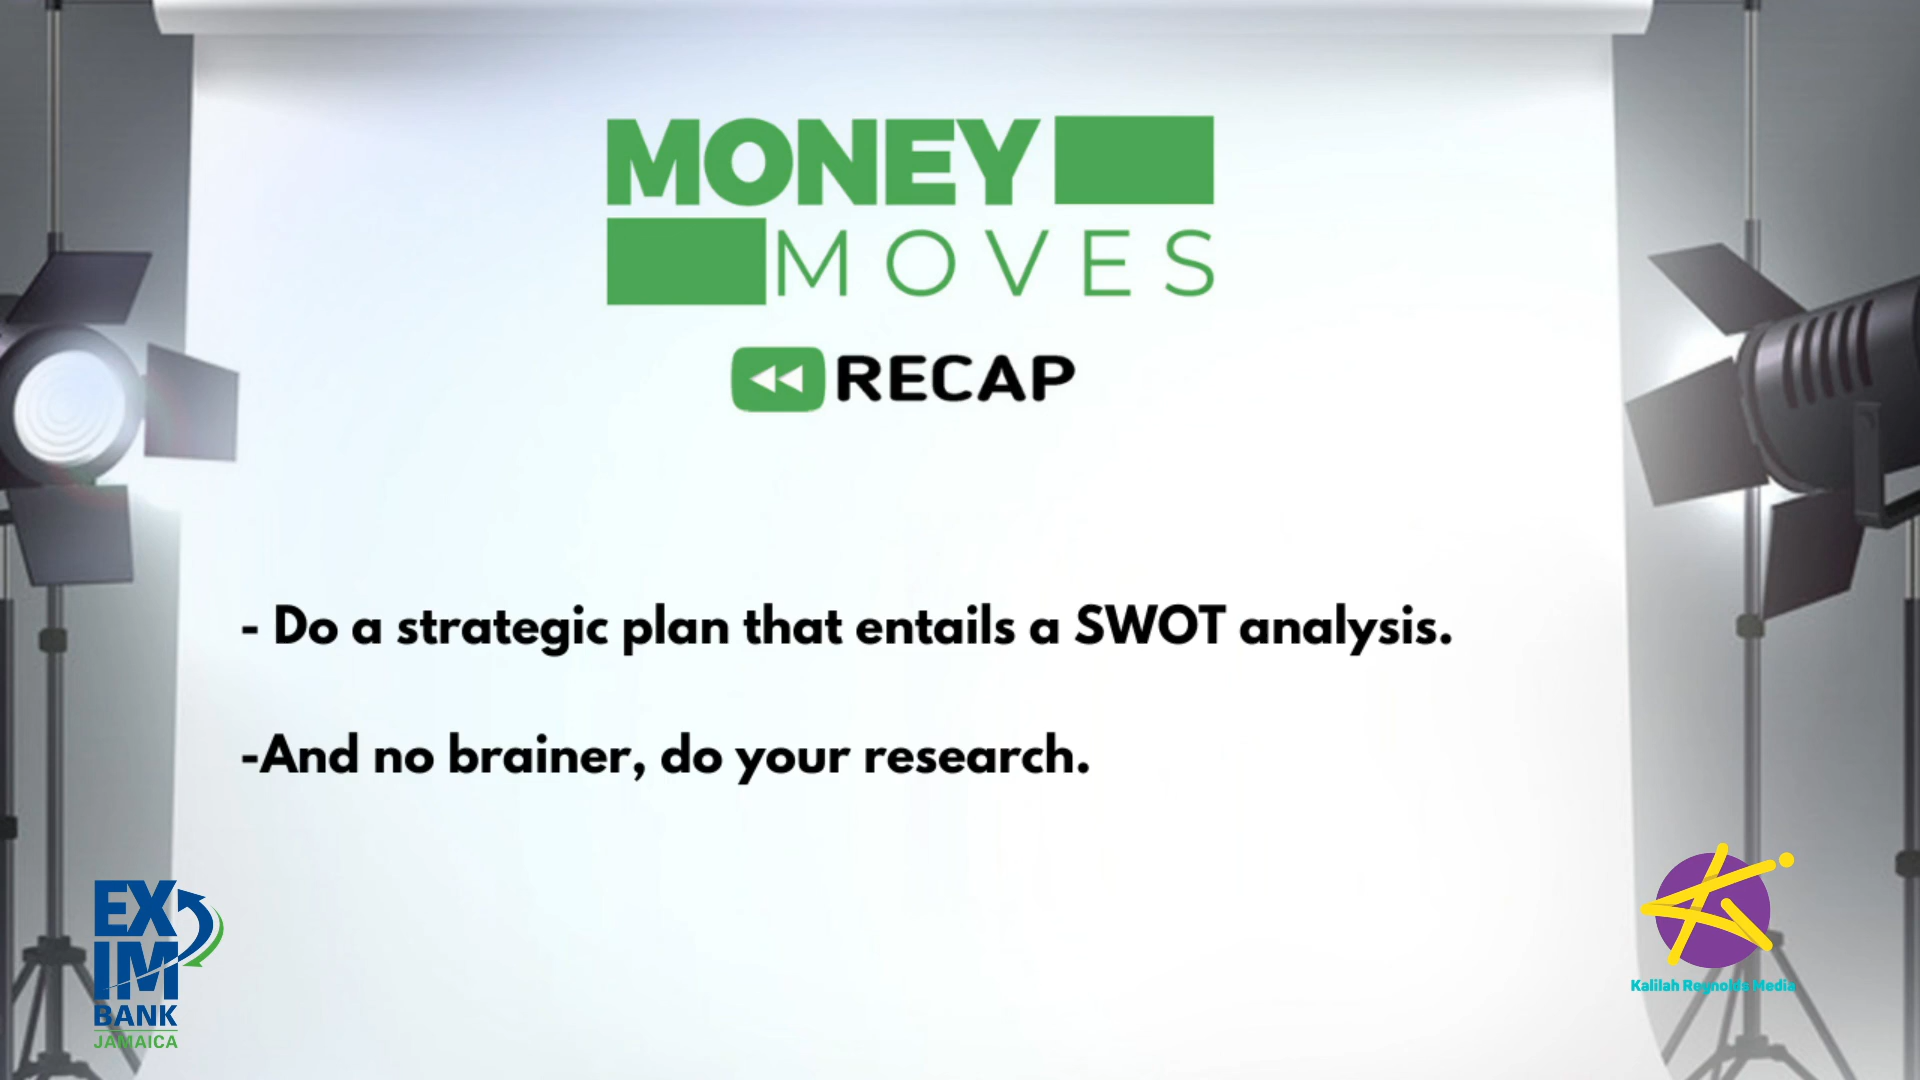 MONEY
MOVES
RECAP
- Do a strategic plan that entails a SWOT analysis.
-And no brainer, do your research.
EX
IM
BANK
JAMAICA
Kalilah Reynolds Media